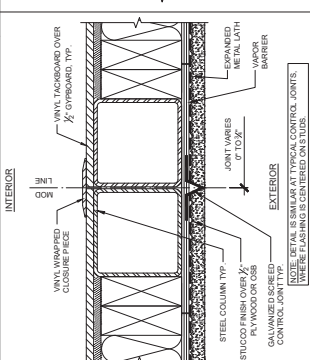 INTERIOR
MOD LINE
VINYL WRAPPED
CLOSURE PIECE
VINYL TACKBOARD OVER
½" GYPBOARD, TYP.
STEEL COLUMN TYP.
STUCCO FINISH OVER ½"
PLYWOOD OR OSB
GALVANIZED SCREED
CONTROL JOINT TYP.
JOINT VARIES
0" TO ¾"
EXPANDED
METAL LATH
VAPOR
BARRIER
EXTERIOR
NOTE: DETAIL IS SIMILAR AT TYPICAL CONTROL JOINTS,
WHERE FLASHING IS CENTERED ON STUDS.